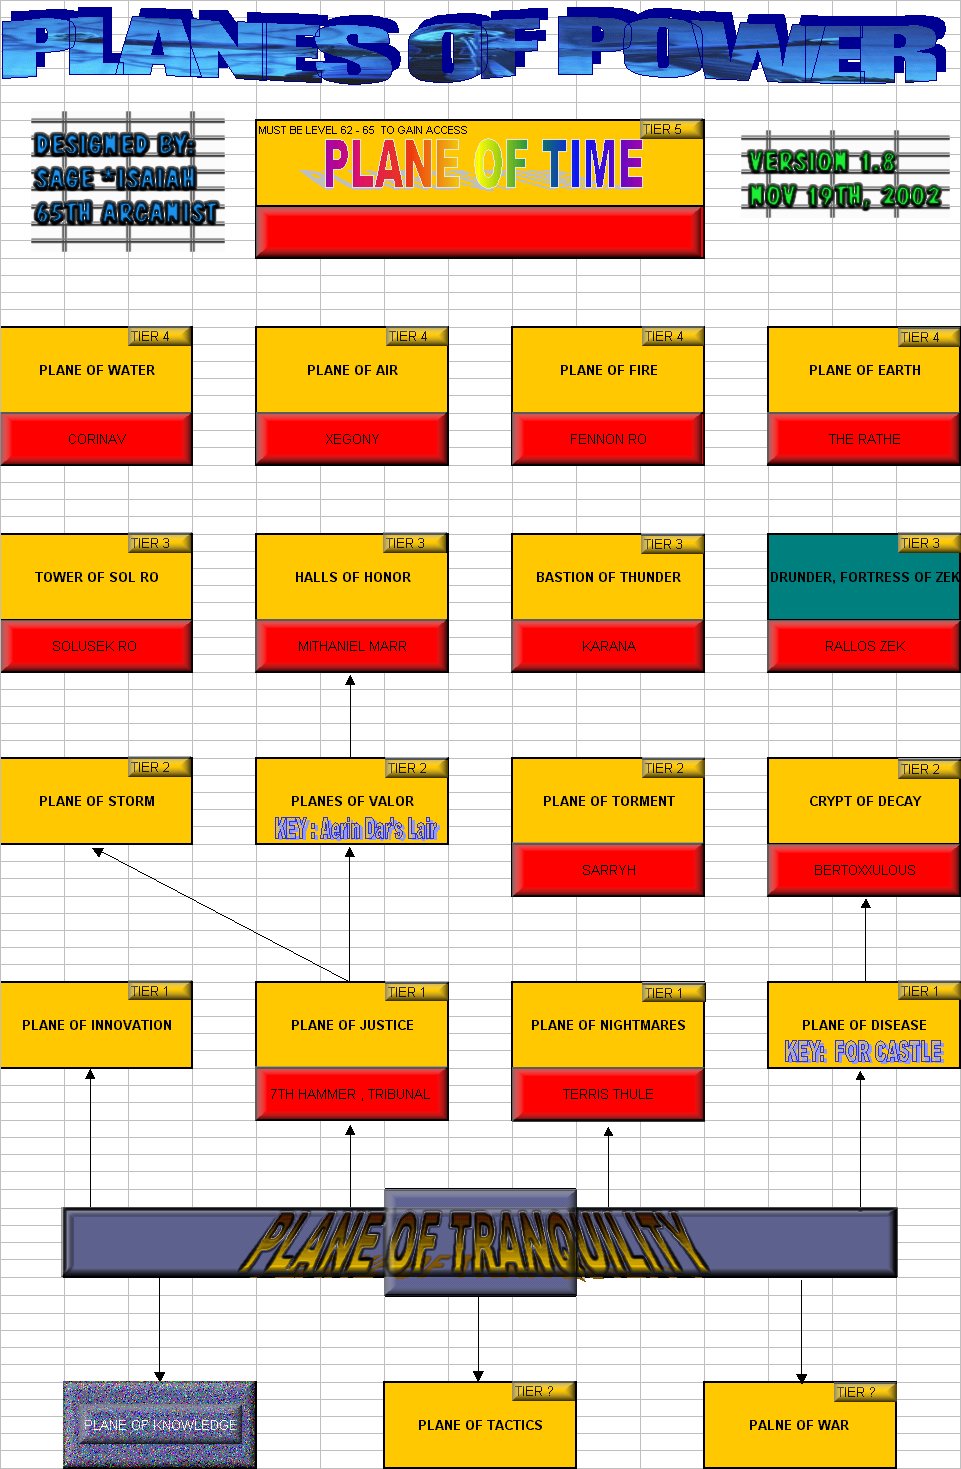 PLANES OF POWER
DESIGNED BY:
SAGE *ISAIAH
65TH ARCANIST
MUST BE LEVEL 62 - 65 TO GAIN ACCESS
TIER 5
PLANE OF TIME
VERSION 1.8
NOV 19TH, 2002
TIER 4
PLANE OF WATER
CORINAV
TIER 4
PLANE OF AIR
XEGONY
TIER 4
PLANE OF FIRE
FENNON RO
TIER 4
PLANE OF EARTH
THE RATHE
TIER 3
TOWER OF SOL RO
SOLUSEK RO
TIER 3
HALLS OF HONOR
MITHANIEL MARR
TIER 3
BASTION OF THUNDER
KARANA
TIER 3
DRUNDER, FORTRESS OF ZEK
RALLOS ZEK
TIER 2
PLANE OF STORM
TIER 2
PLANES OF VALOR
KEY : Aerin Dar's Lair
TIER 2
PLANE OF TORMENT
SARRYH
TIER 2
CRYPT OF DECAY
BERTOXXULOUS
TIER 1
PLANE OF INNOVATION
TIER 1
PLANE OF JUSTICE
7TH HAMMER , TRIBUNAL
TIER 1
PLANE OF NIGHTMARES
TERRIS THULE
TIER 1
PLANE OF DISEASE
KEY: FOR CASTLE
PLANE OF TRANQUILITY
PLANE OF KNOWLEDGE
TIER ?
PLANE OF TACTICS
TIER ?
PALNE OF WAR